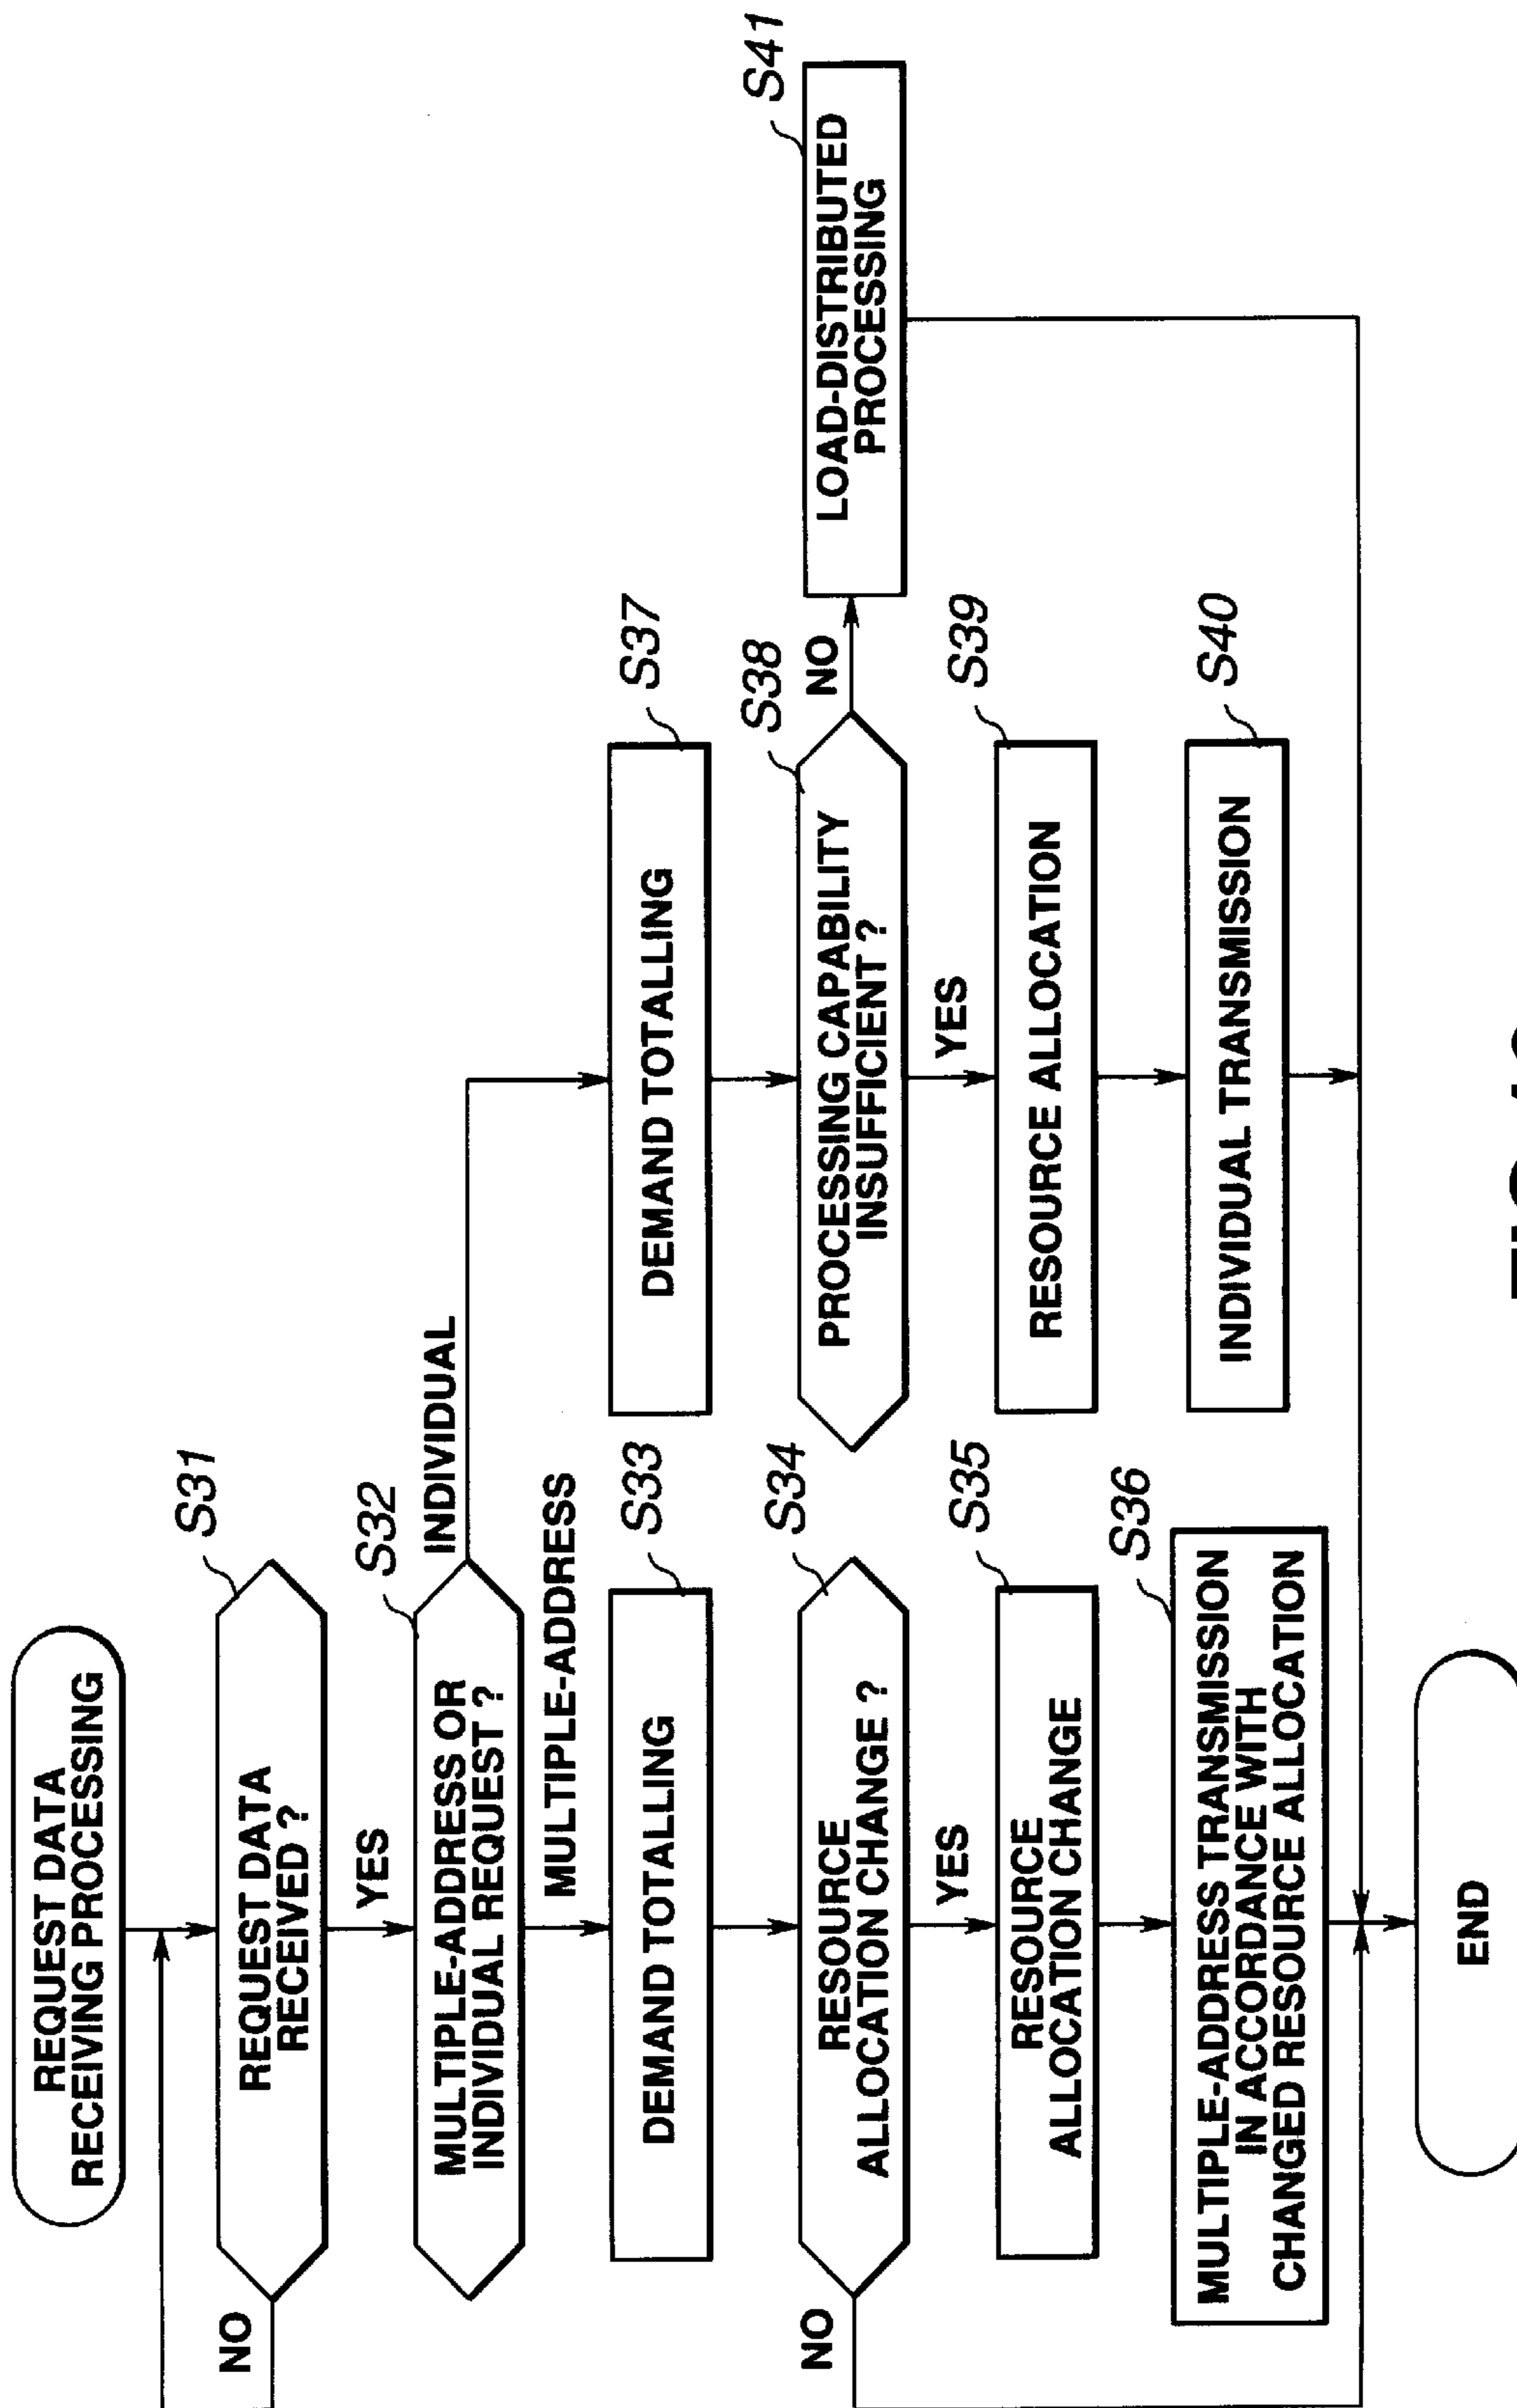 REQUEST DATA
RECEIVING PROCESSING
S31
REQUEST DATA
RECEIVED ?
NO
YES
S32
MULTIPLE-ADDRESS OR
INDIVIDUAL REQUEST ?
INDIVIDUAL
MULTIPLE-ADDRESS
S33
DEMAND TOTALLING
S34
RESOURCE
ALLOCATION CHANGE ?
NO
YES
S35
RESOURCE
ALLOCATION CHANGE
S36
MULTIPLE-ADDRESS TRANSMISSION
IN ACCORDANCE WITH
CHANGED RESOURCE ALLOCATION
END
S37
DEMAND TOTALLING
S38
PROCESSING CAPABILITY
INSUFFICIENT ?
NO
YES
S39
RESOURCE ALLOCATION
S40
INDIVIDUAL TRANSMISSION
S41
LOAD-DISTRIBUTED
PROCESSING